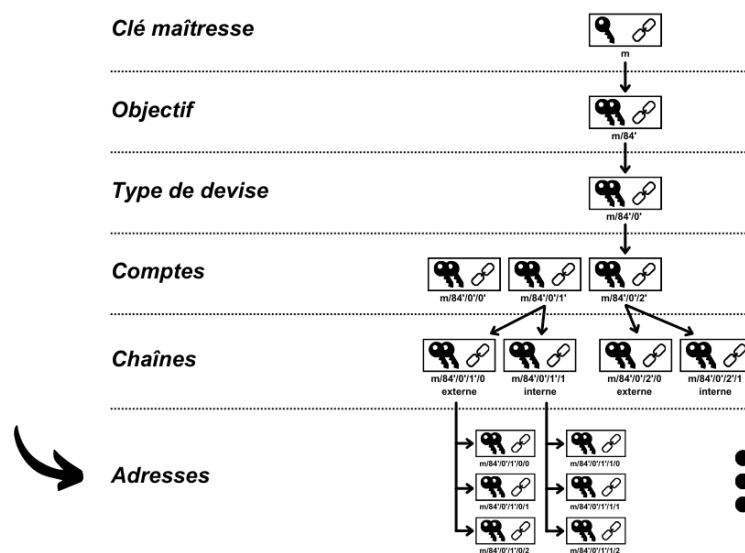 Clé maîtresse
m
Objectif
m/84'
Type de devise
m/84'/0'
Comptes
m/84'/0'/0' m/84'/0'/1' m/84'/0'/2'
Chaînes
m/84'/0'/1'/0 m/84'/0'/1'/1 m/84'/0'/2'/0 m/84'/0'/2'/1
externe interne externe interne
m/84'/0'/1'/0/0 m/84'/0'/1'/1/0
Adresses
m/84'/0'/1'/0/1 m/84'/0'/1'/1/1
m/84'/0'/1'/0/2 m/84'/0'/1'/1/2